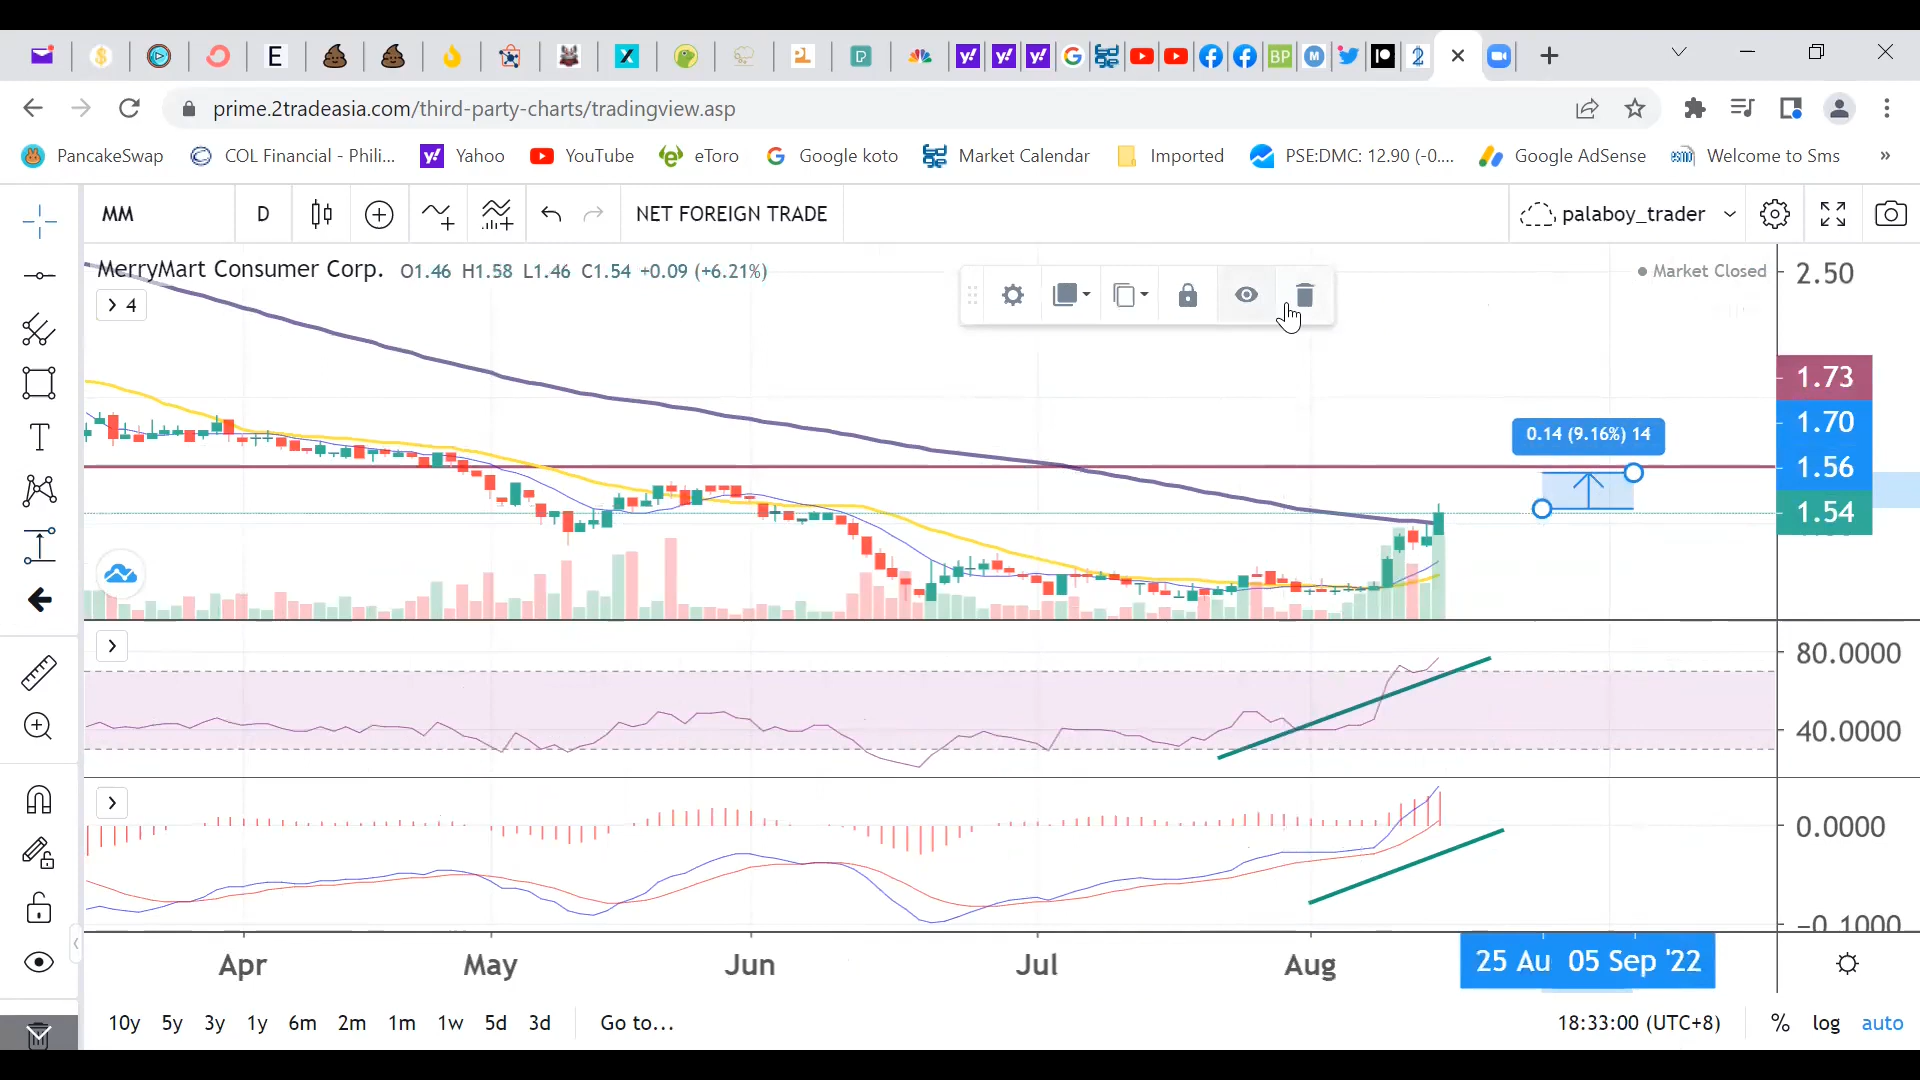 prime.2tradeasia.com/third-party-charts/tradingview.asp
PancakeSwap COL Financial - Phili... Yahoo YouTube eToro Google koto Market Calendar Imported PSE:DMC: 12.90 (-0.... Google AdSense Welcome to Sms »
MM D NET FOREIGN TRADE palaboy_trader
MerryMart Consumer Corp. O1.46 H1.58 L1.46 C1.54 +0.09 (+6.21%) Market Closed 2.50
4
1.73
1.70
0.14 (9.16%) 14
1.56
1.54
80.0000
40.0000
0.0000
-0.1000
Apr May Jun Jul Aug 25 Au 05 Sep '22
10y 5y 3y 1y 6m 2m 1m 1w 5d 3d Go to... 18:33:00 (UTC+8) % log auto